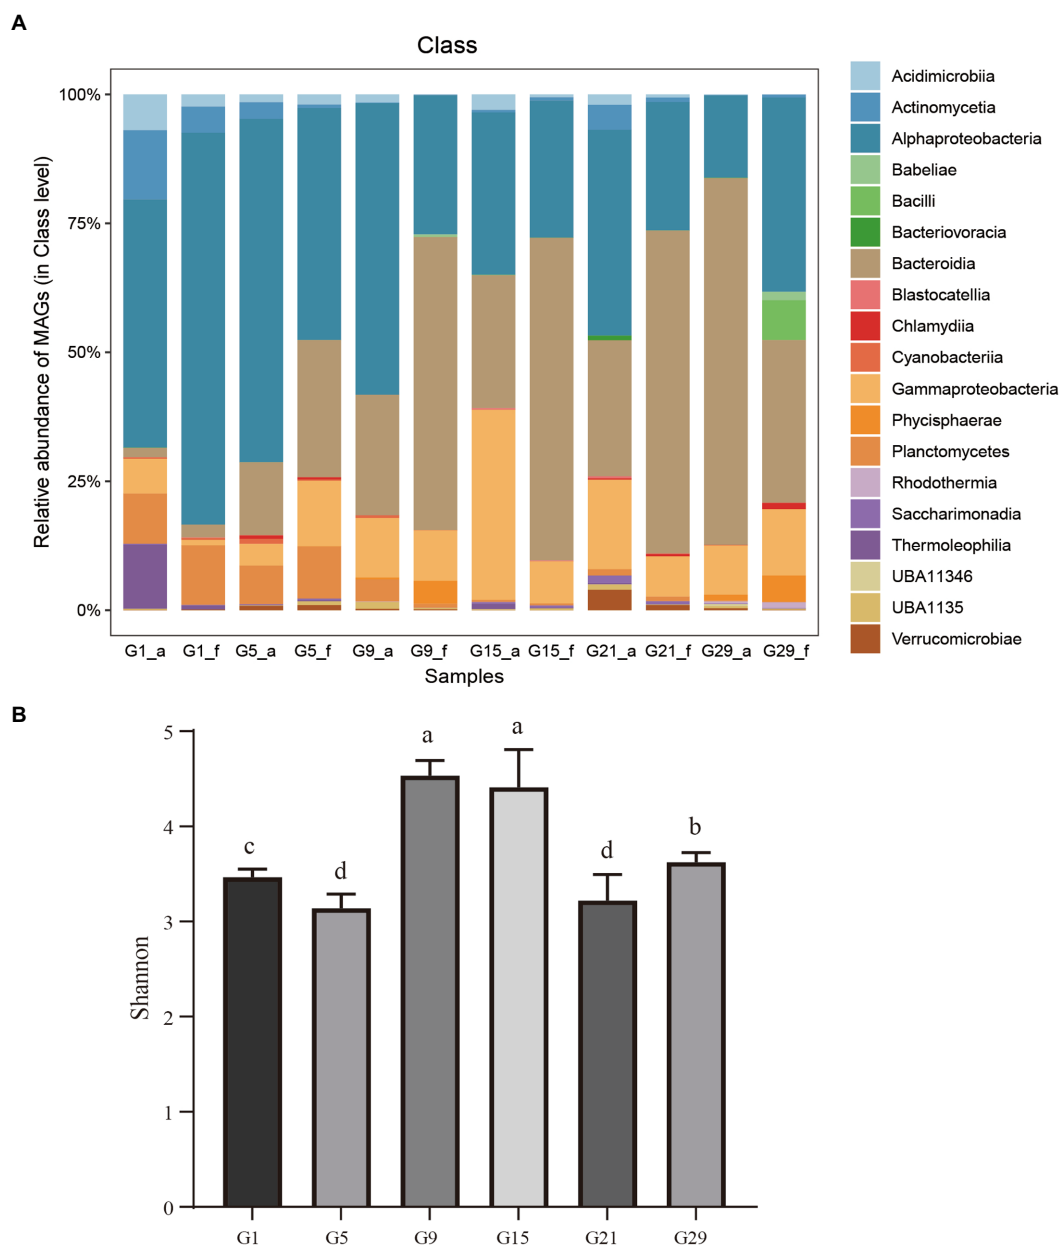 A
Class
Relative abundance of MAGs (in Class level)
100%
75%
50%
25%
0%
G1_a
G1_f
G5_a
G5_f
G9_a
G9_f
G15_a
G15_f
G21_a
G21_f
G29_a
G29_f
Samples
Acidimicrobiia
Actinomycetia
Alphaproteobacteria
Babeliae
Bacilli
Bacteriovoracia
Bacteroidia
Blastocatellia
Chlamydiia
Cyanobacteriia
Gammaproteobacteria
Phycisphaerae
Planctomycetes
Rhodothermia
Saccharimonadia
Thermoleophilia
UBA11346
UBA1135
Verrucomicrobiae
B
Shannon
5
4
3
2
1
0
c
d
a
a
d
b
G1
G5
G9
G15
G21
G29